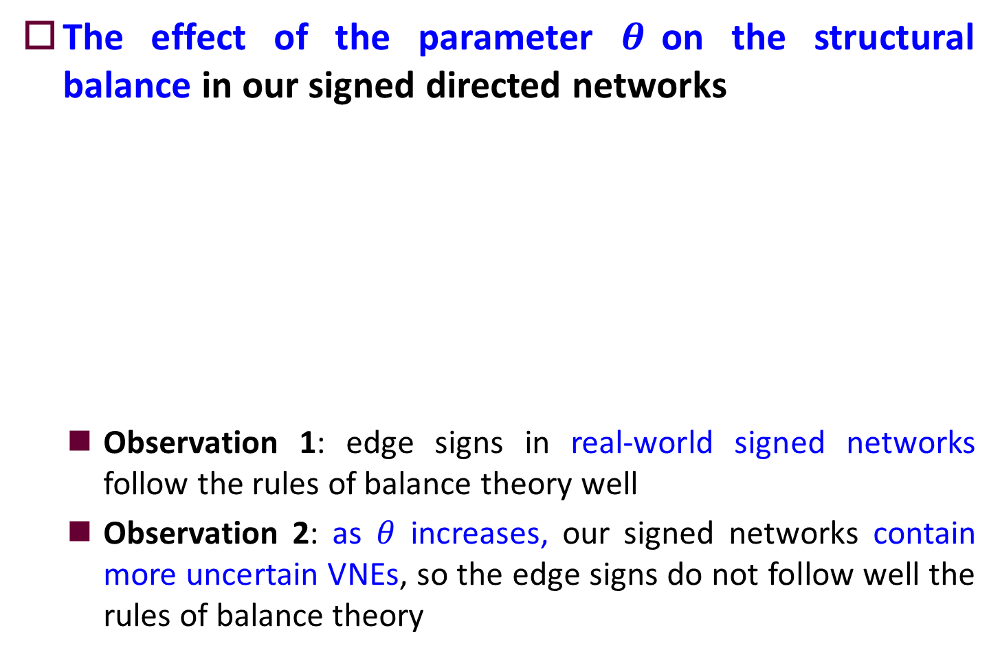 The effect of the parameter θ on the structural
balance in our signed directed networks
Observation 1: edge signs in real-world signed networks
follow the rules of balance theory well
Observation 2: as θ increases, our signed networks contain
more uncertain VNEs, so the edge signs do not follow well the
rules of balance theory